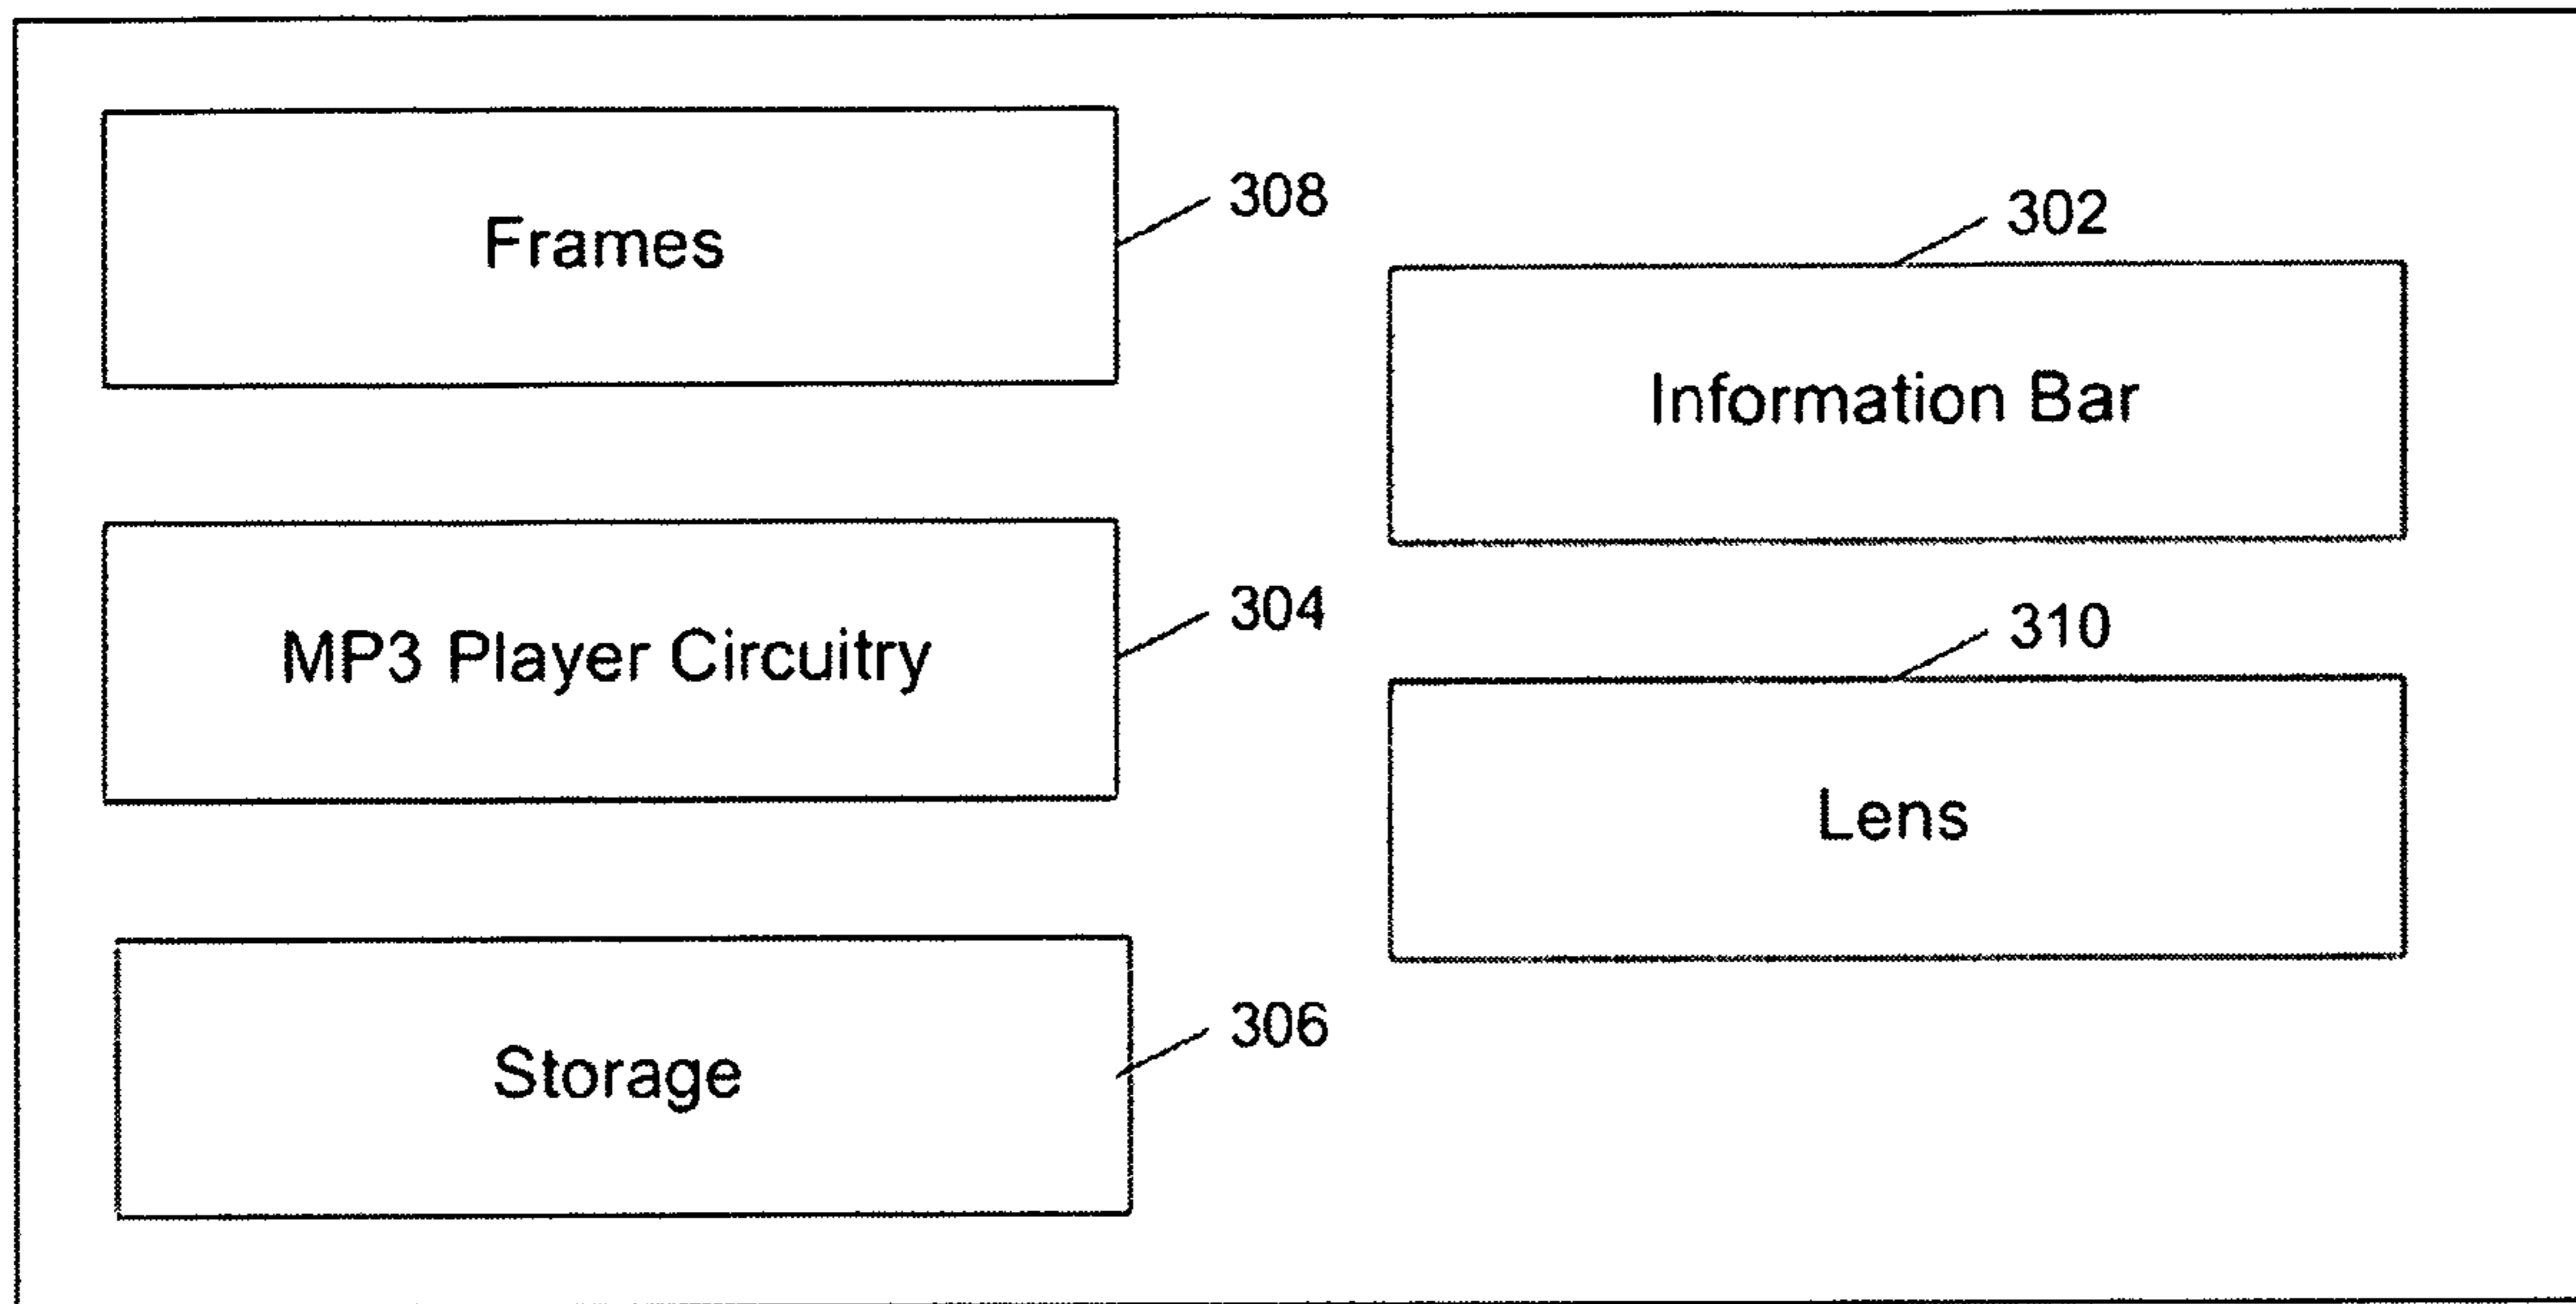 Frames
308
MP3 Player Circuitry
304
Storage
306
302
Information Bar
310
Lens